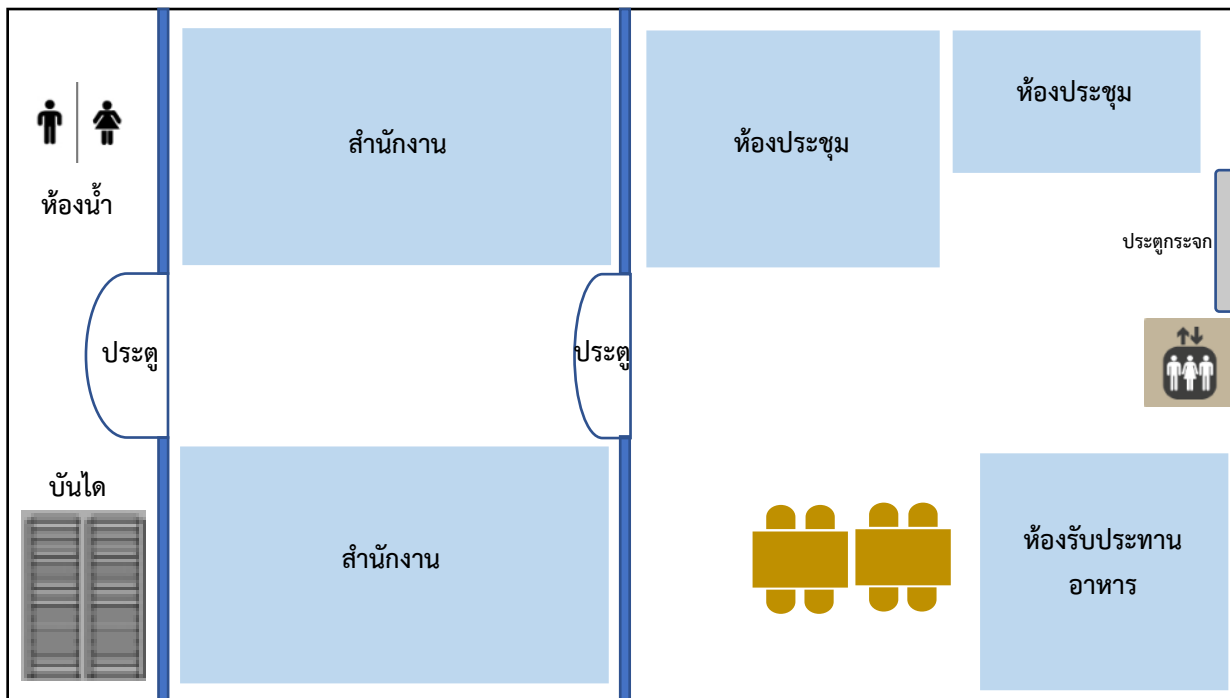 ห้องประชุม
สำนักงาน
ห้องประชุม
ห้องน้ำ
ประตูกระจก
ประตู
ประตู
บันได
สำนักงาน
ห้องรับประทาน
อาหาร